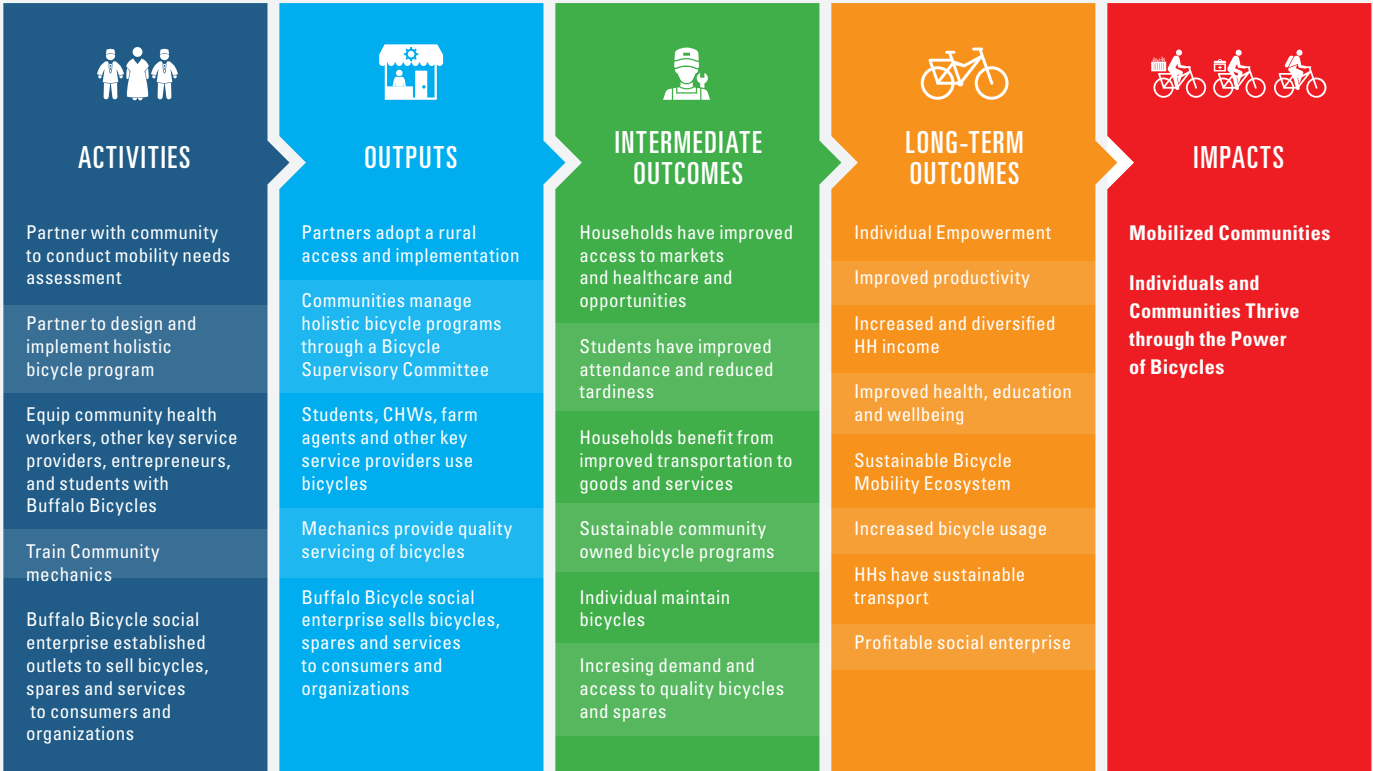 ACTIVITIES
Partner with community
to conduct mobility needs
assessment
Partner to design and
implement holistic
bicycle program
Equip community health
workers, other key service
providers, entrepreneurs,
and students with
Buffalo Bicycles
Train Community
mechanics
Buffalo Bicycle social
enterprise established
outlets to sell bicycles,
spares and services
to consumers and
organizations
OUTPUTS
Partners adopt a rural
access and implementation
Communities manage
holistic bicycle programs
through a Bicycle
Supervisory Committee
Students, CHWs, farm
agents and other key
service providers use
bicycles
Mechanics provide quality
servicing of bicycles
Buffalo Bicycle social
enterprise sells bicycles,
spares and services
to consumers and
organizations
INTERMEDIATE
OUTCOMES
Households have improved
access to markets
and healthcare and
opportunities
Students have improved
attendance and reduced
tardiness
Households benefit from
improved transportation to
goods and services
Sustainable community
owned bicycle programs
Individual maintain
bicycles
Incresing demand and
access to quality bicycles
and spares
LONG-TERM
OUTCOMES
Individual Empowerment
Improved productivity
Increased and diversified
HH income
Improved health, education
and wellbeing
Sustainable Bicycle
Mobility Ecosystem
Increased bicycle usage
HHs have sustainable
transport
Profitable social enterprise
IMPACTS
Mobilized Communities
Individuals and
Communities Thrive
through the Power
of Bicycles